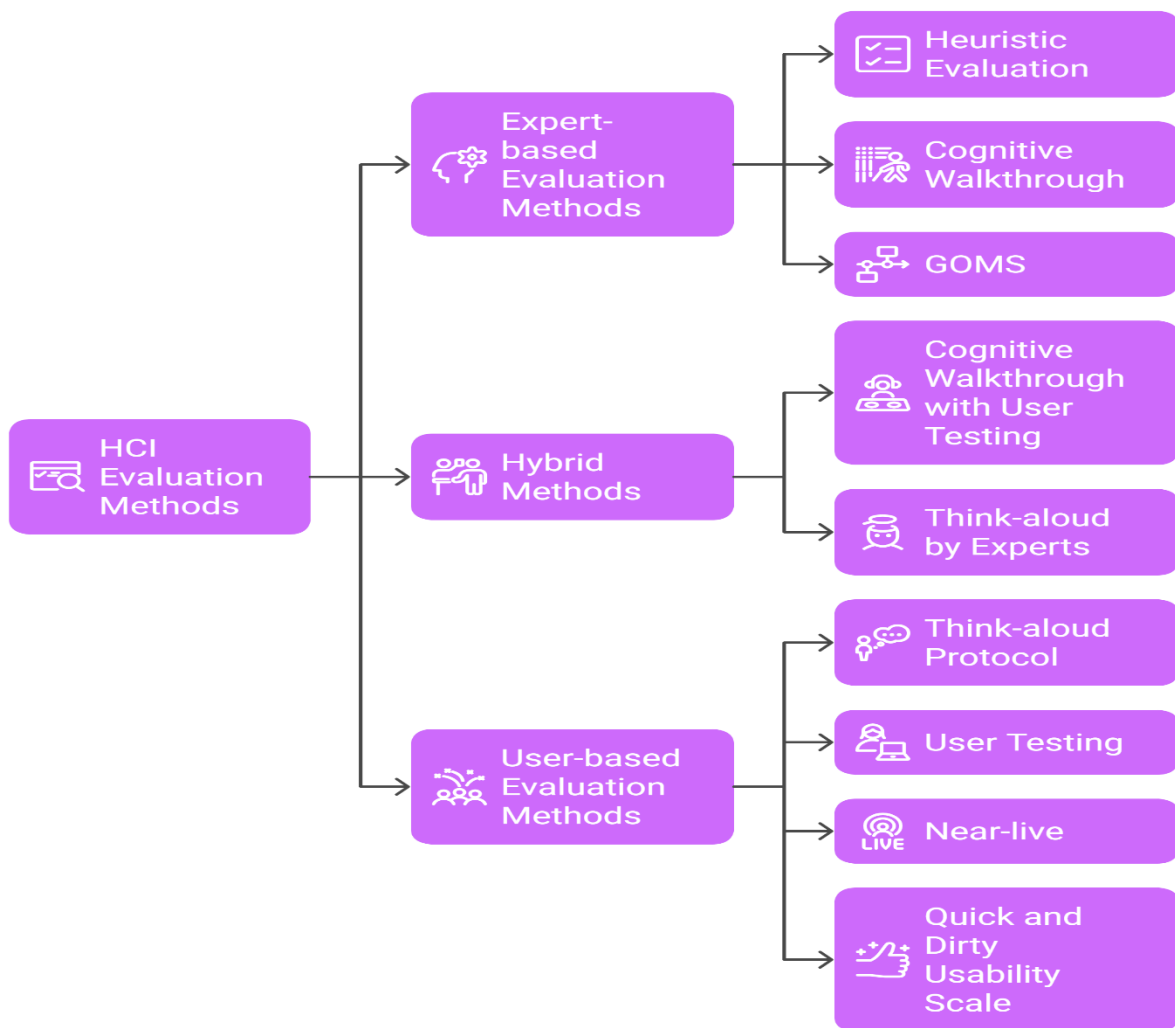 HCI
Evaluation
Methods
Expert-
based
Evaluation
Methods
Heuristic
Evaluation
Cognitive
Walkthrough
GOMS
Hybrid
Methods
Cognitive
Walkthrough
with User
Testing
Think-aloud
by Experts
User-based
Evaluation
Methods
Think-aloud
Protocol
User Testing
LIVE
Near-live
Quick and
Dirty
Usability
Scale